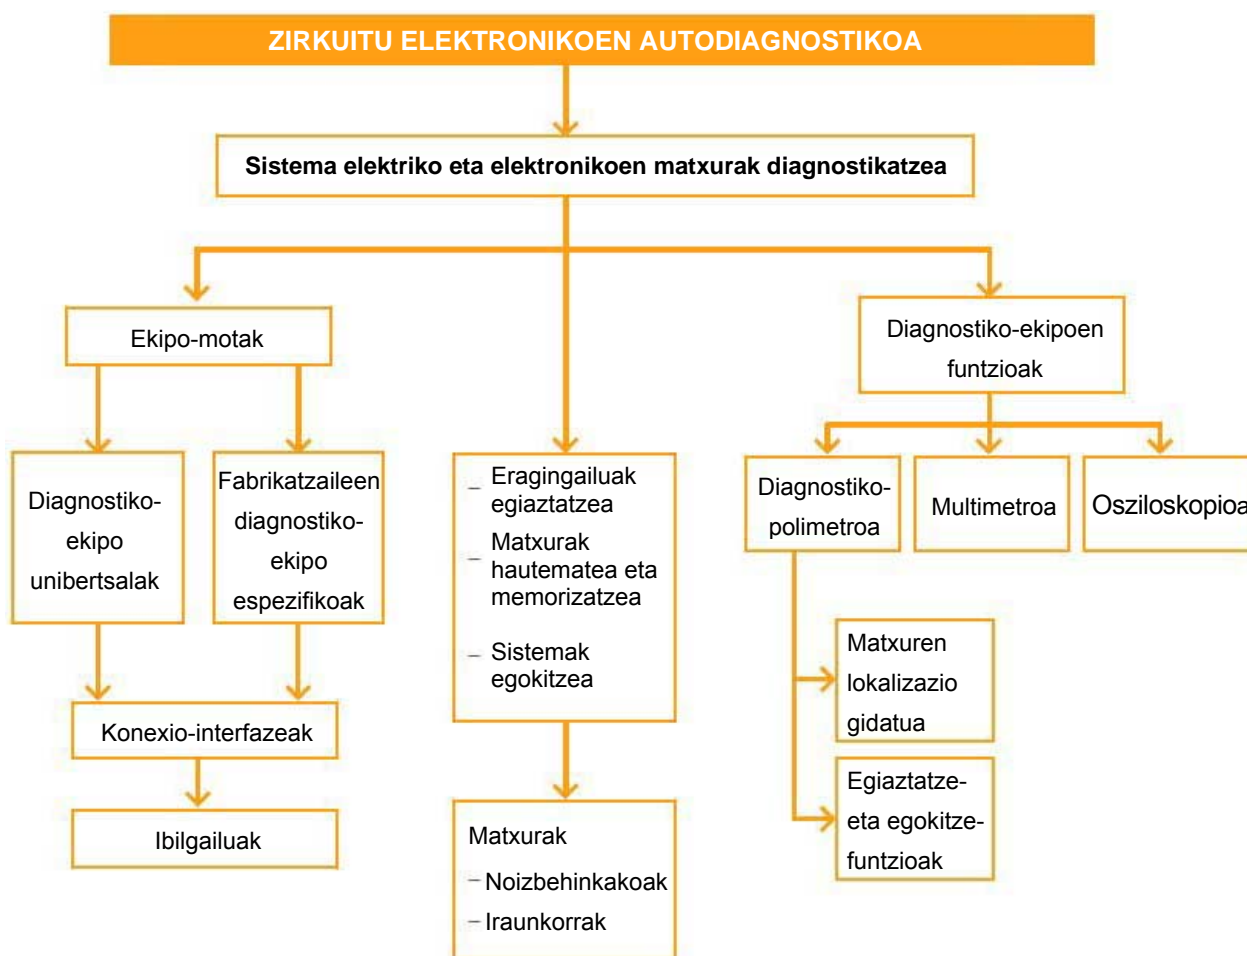 ZIRKUITU ELEKTRONIKOEN AUTODIAGNOSTIKOA
Sistema elektriko eta elektronikoen matxurak diagnostikatzea
Ekipo-motak
Diagnostiko-
ekipo
unibertsalak
Fabrikatzaileen
diagnostiko-
ekipo
espezifikoak
Konexio-interfazeak
Ibilgailuak
– Eragingailuak
egiaztatzea
– Matxurak
hautematea eta
memorizatzea
– Sistemak
egokitzea
Matxurak
– Noizbehinkakoak
– Iraunkorrak
Diagnostiko-ekipoen
funtzioak
Diagnostiko-
polimetroa
Multimetroa
Osziloskopioa
Matxuren
lokalizazio
gidatua
Egiaztatze-
eta egokitze-
funtzioak